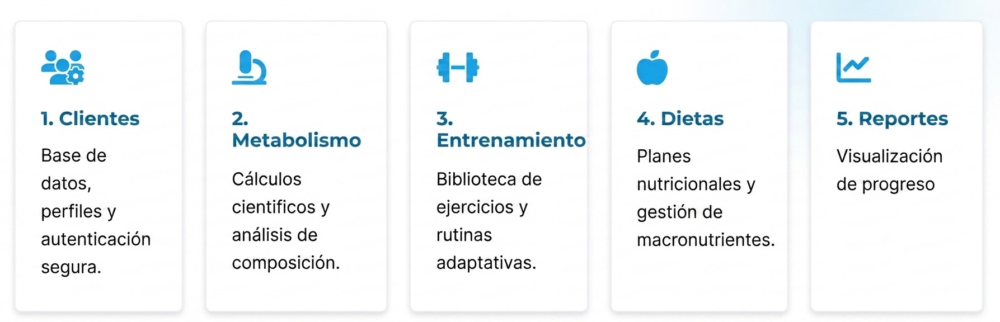 1. Clientes
Base de
datos,
perfiles y
autenticación
segura.
2.
Metabolismo
Cálculos
cientificos y
análisis de
composición.
3.
Entrenamiento
Biblioteca de
ejercicios y
rutinas
adaptativas.
4. Dietas
Planes
nutricionales y
gestión de
macronutrientes.
5. Reportes
Visualización
de progreso